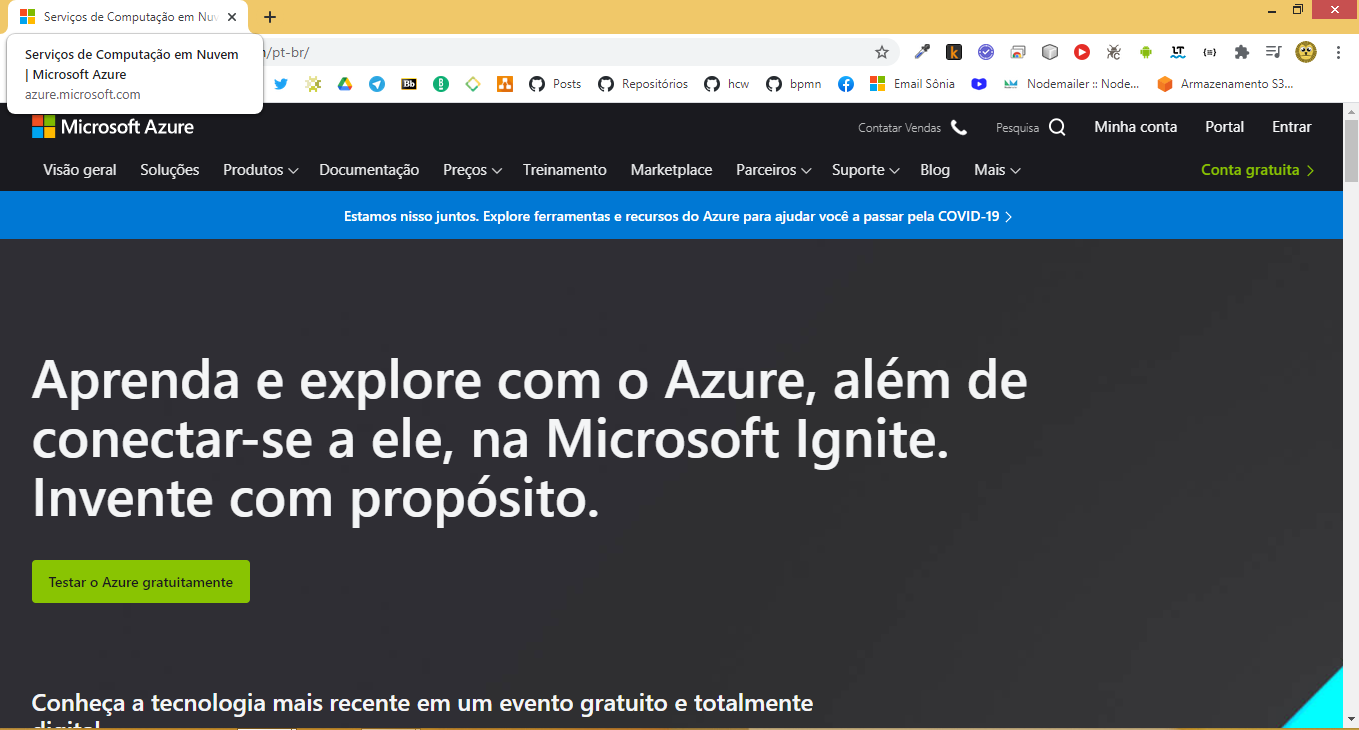 Serviços de Computação em Nuv
Serviços de Computação em Nuvem
| Microsoft Azure
azure.microsoft.com
/pt-br/
Posts
Repositórios
hcw
bpmn
Email Sônia
Nodemailer :: Node...
Armazenamento S3...
Microsoft Azure
Contatar Vendas
Pesquisa
Minha conta
Portal
Entrar
Visão geral
Soluções
Produtos
Documentação
Preços
Treinamento
Marketplace
Parceiros
Suporte
Blog
Mais
Conta gratuita
Estamos nisso juntos. Explore ferramentas e recursos do Azure para ajudar você a passar pela COVID-19
Aprenda e explore com o Azure, além de
conectar-se a ele, na Microsoft Ignite.
Invente com propósito.
Testar o Azure gratuitamente
Conheça a tecnologia mais recente em um evento gratuito e totalmente
digital